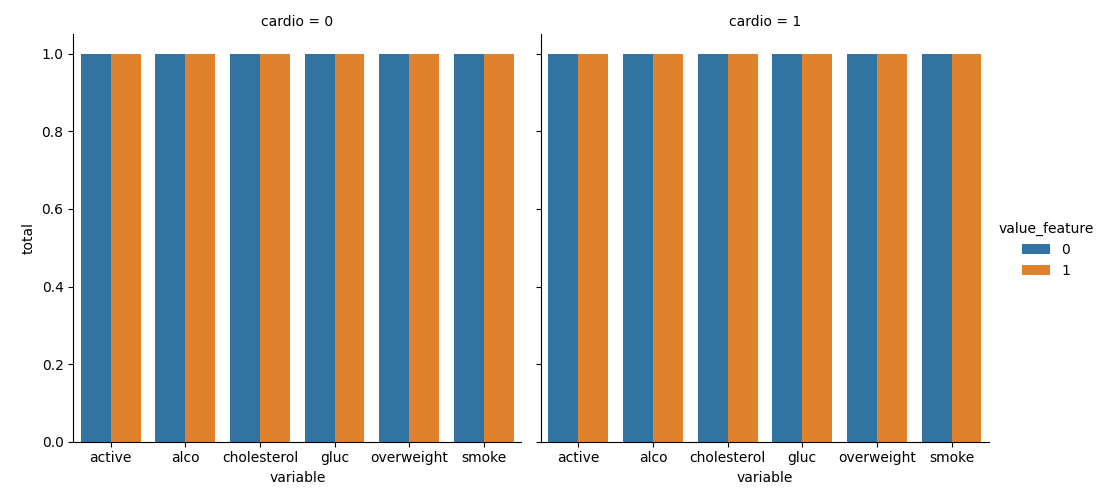 cardio = 0
cardio = 1
total
1.0
0.8
0.6
0.4
0.2
0.0
active alco cholesterol gluc overweight smoke
variable
active alco cholesterol gluc overweight smoke
variable
value_feature
0
1